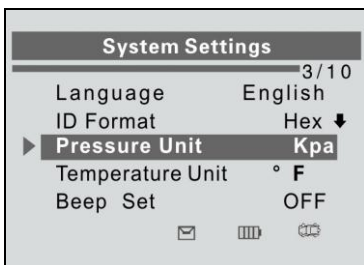 System Settings
3/10
Language English
ID Format Hex
Pressure Unit Kpa
Temperature Unit ° F
Beep Set OFF